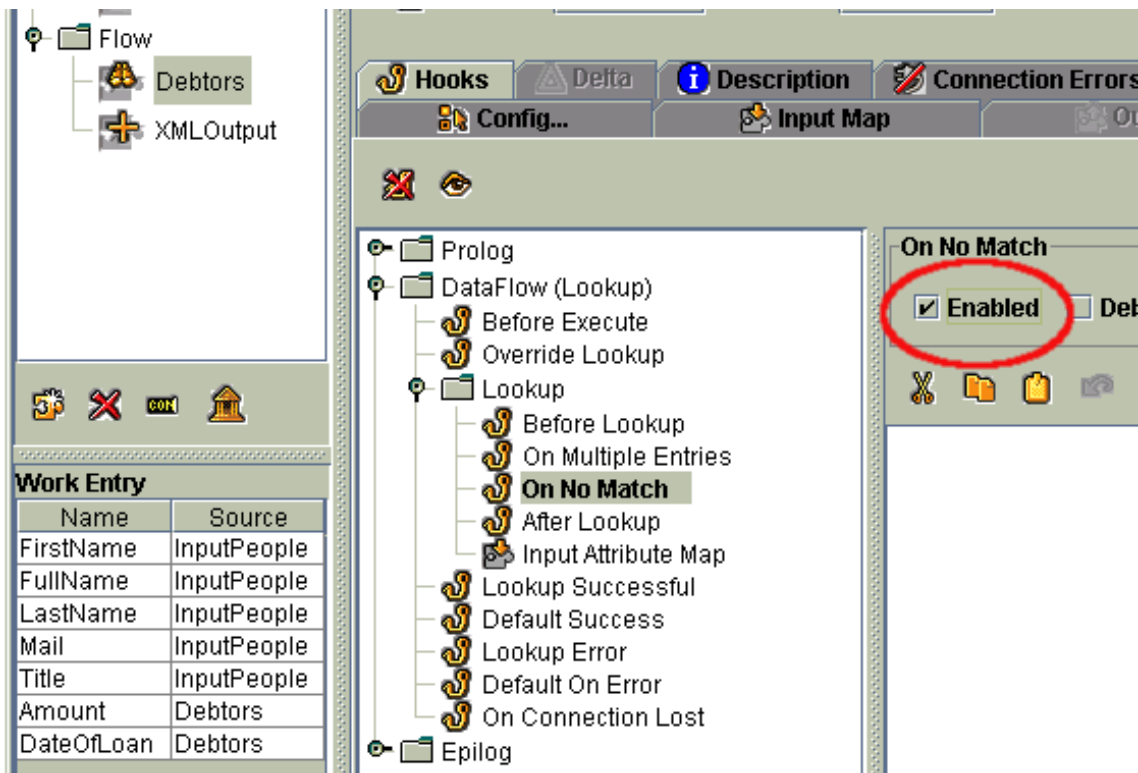 Flow
Debtors
XMLOutput
Hooks Delta Description Connection Errors
Config... Input Map
CON
Work Entry
Name Source
FirstName InputPeople
FullName InputPeople
LastName InputPeople
Mail InputPeople
Title InputPeople
Amount Debtors
DateOfLoan Debtors
Prolog
DataFlow (Lookup)
Before Execute
Override Lookup
Lookup
Before Lookup
On Multiple Entries
On No Match
After Lookup
Input Attribute Map
Lookup Successful
Default Success
Lookup Error
Default On Error
On Connection Lost
Epilog
On No Match
Enabled